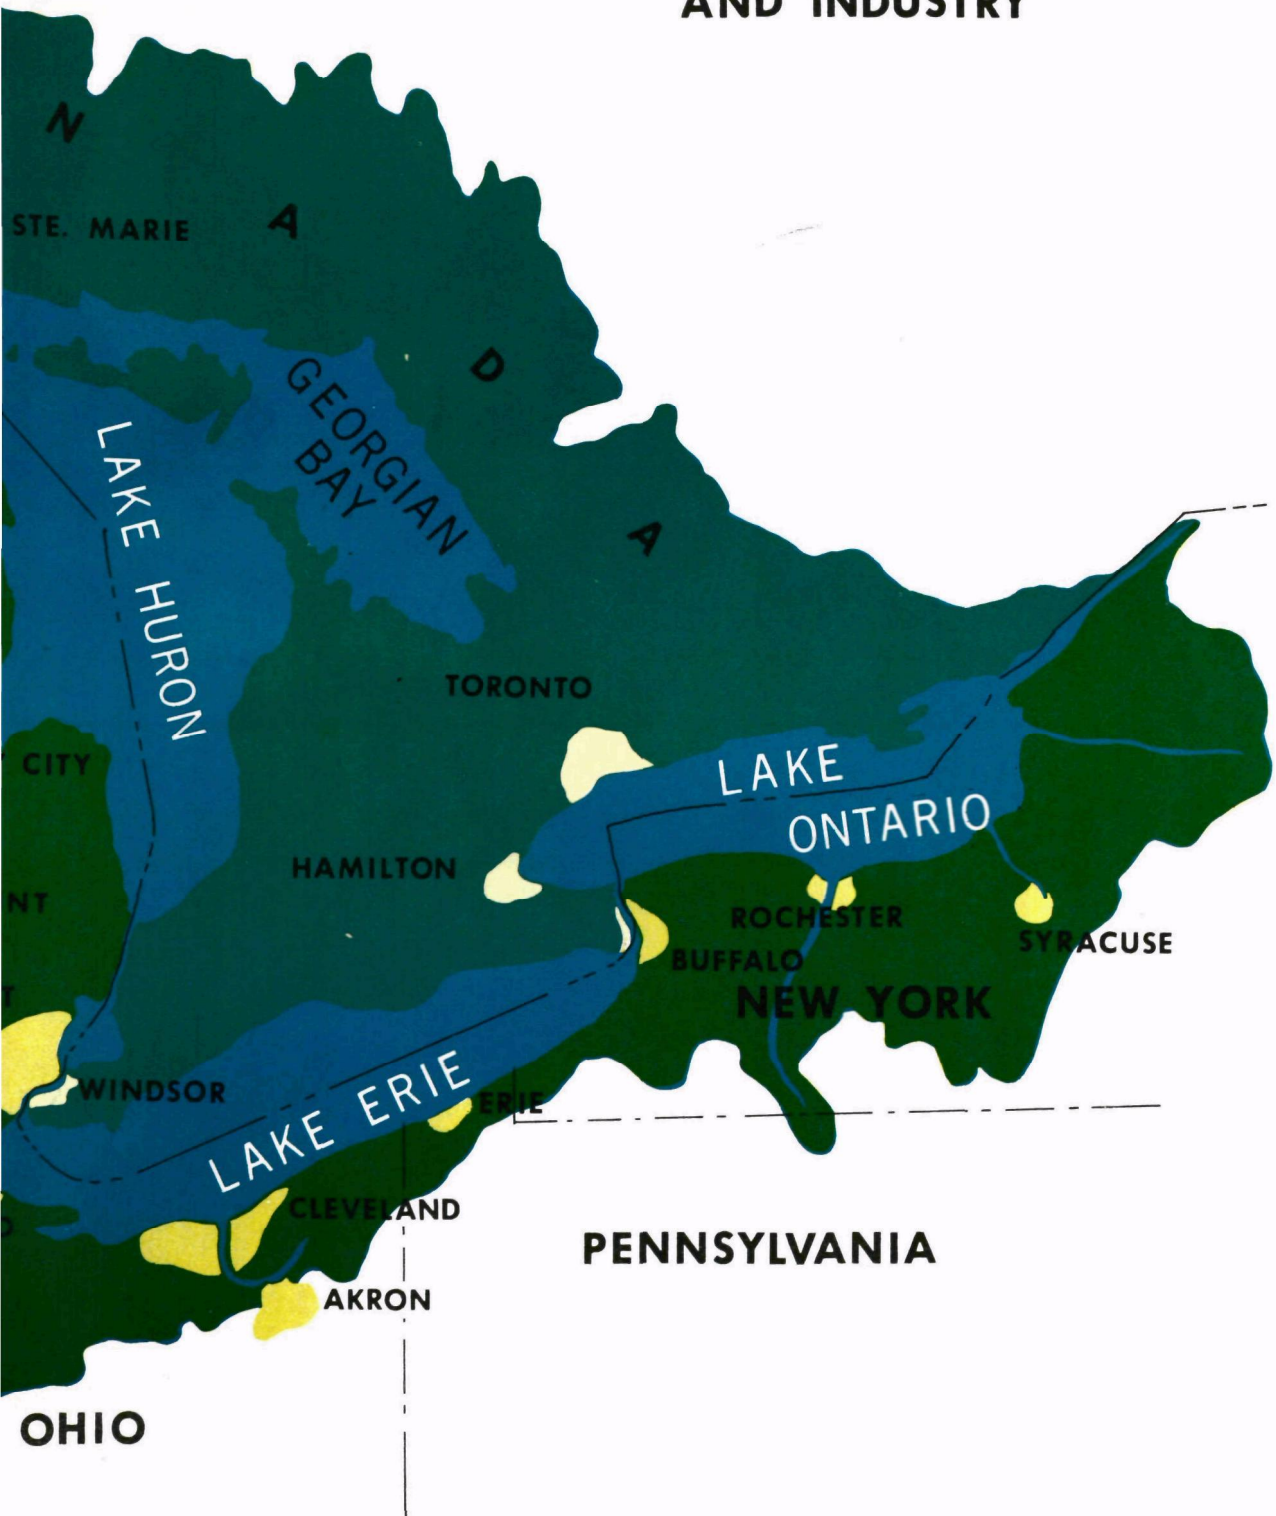 AND INDUSTRY
N
A
D
A
STE. MARIE
GEORGIAN
BAY
LAKE HURON
TORONTO
CITY
LAKE
ONTARIO
HAMILTON
NT
ROCHESTER
SYRACUSE
BUFFALO
NEW YORK
T
WINDSOR
LAKE ERIE
ERIE
CLEVELAND
PENNSYLVANIA
AKRON
OHIO